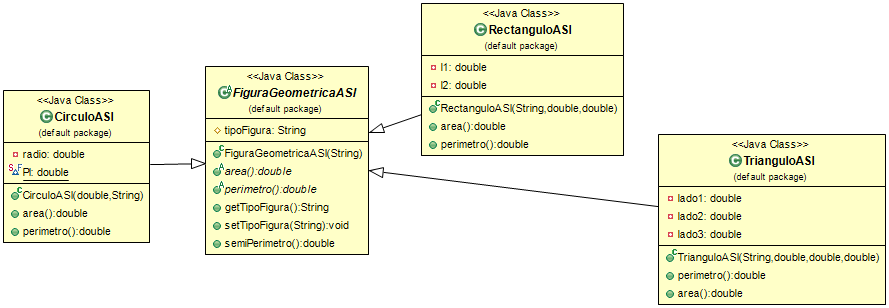 <<Java Class>>
CirculoASI
(default package)
radio: double
PI: double
CirculoASI(double,String)
area():double
perimetro():double
<<Java Class>>
FiguraGeometricaASI
(default package)
tipoFigura: String
FiguraGeometricaASI(String)
area():double
perimetro():double
getTipoFigura():String
setTipoFigura(String):void
semiPerimetro():double
<<Java Class>>
RectanguloASI
(default package)
l1: double
l2: double
RectanguloASI(String,double,double)
area():double
perimetro():double
<<Java Class>>
TrianguloASI
(default package)
lado1: double
lado2: double
lado3: double
TrianguloASI(String,double,double,double)
perimetro():double
area():double